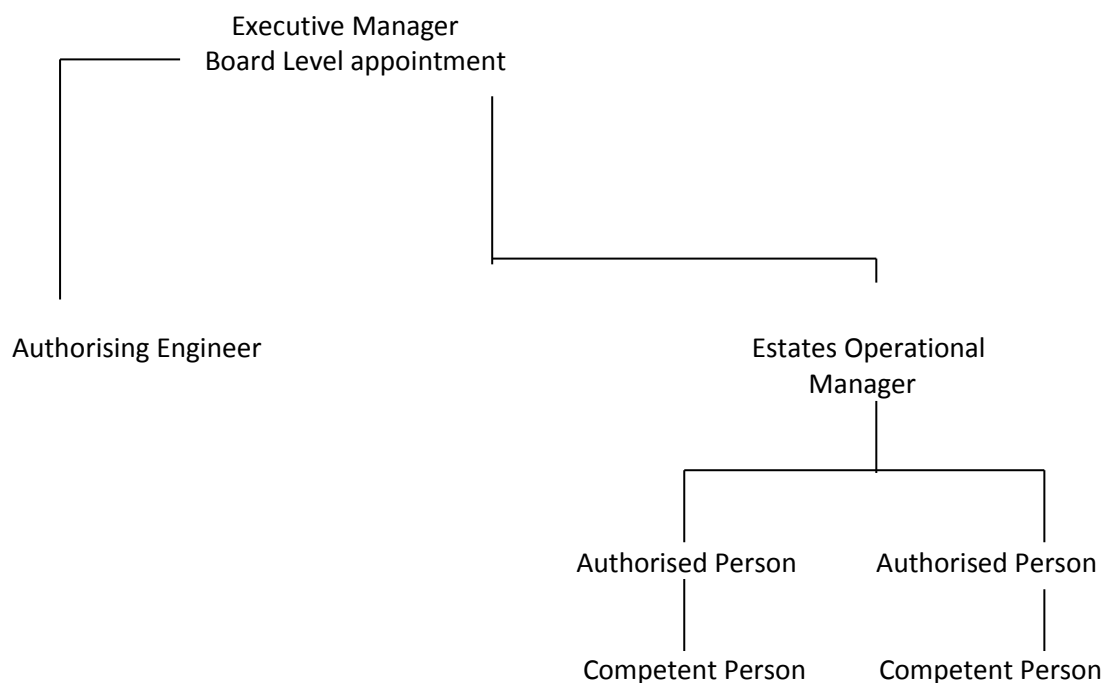 Executive Manager
Board Level appointment
Authorising Engineer
Estates Operational
Manager
Authorised Person
Authorised Person
Competent Person
Competent Person